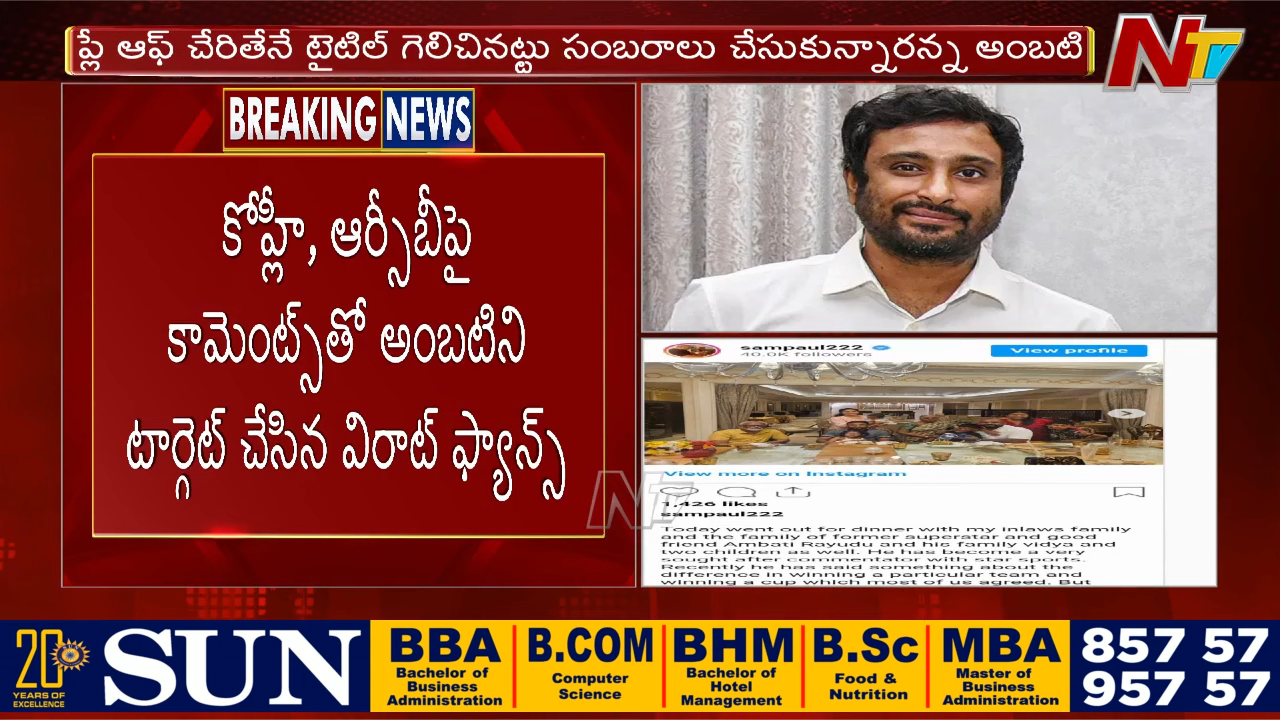 ప్లే ఆఫ్ చేరితేనే టైటిల్ గెలిచినట్టు సంబరాలు చేసుకున్నారన్న అంబటి
NTV
BREAKING NEWS
కోహ్లీ, ఆర్సీబీపై
కామెంట్స్‌తో అంబటిని
టార్గెట్ చేసిన విరాట్ ఫ్యాన్స్
NTV
sampaul222
40.0K followers
View profile
View more on Instagram
1,426 likes
sampaul222
Today went out for dinner with my inlaws family
and the family of former superstar and good
friend Ambati Rayudu and his family vidya and
two children as well. He has become a very
sought after commentator with star sports.
Recently he has said something about the
difference in winning a particular team and
winning a cup which most of us agreed. But
20
YEARS OF
EXCELLENCE
SUN
BBA
Bachelor of
Business
Administration
B.COM
Computer
Science
BHM
Bachelor of
Hotel
Management
B.Sc
Food &
Nutrition
MBA
Master of
Business
Administration
857 57
957 57